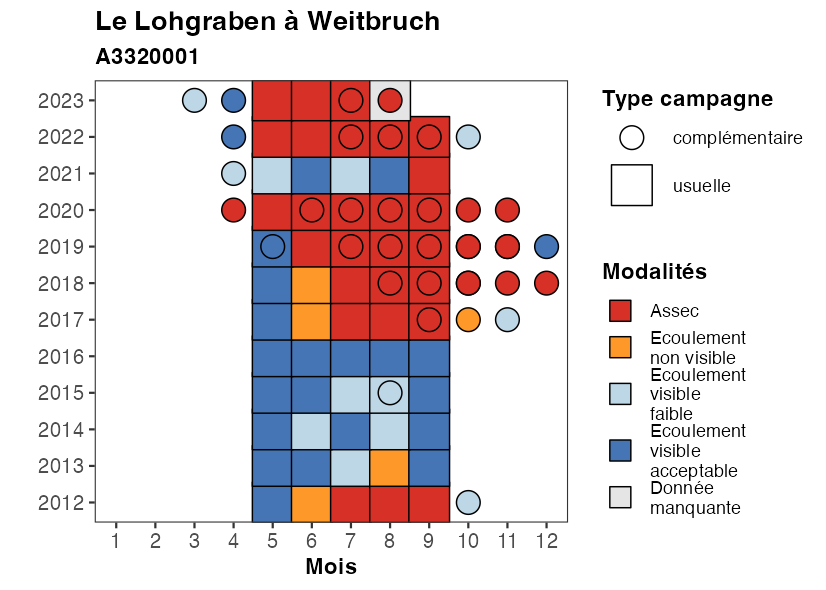 Le Lohgraben à Weitbruch
A3320001
2023
2022
2021
2020
2019
2018
2017
2016
2015
2014
2013
2012
1 2 3 4 5 6 7 8 9 10 11 12
Mois
Type campagne
complémentaire
usuelle
Modalités
Assec
Ecoulement
non visible
Ecoulement
visible
faible
Ecoulement
visible
acceptable
Donnée
manquante